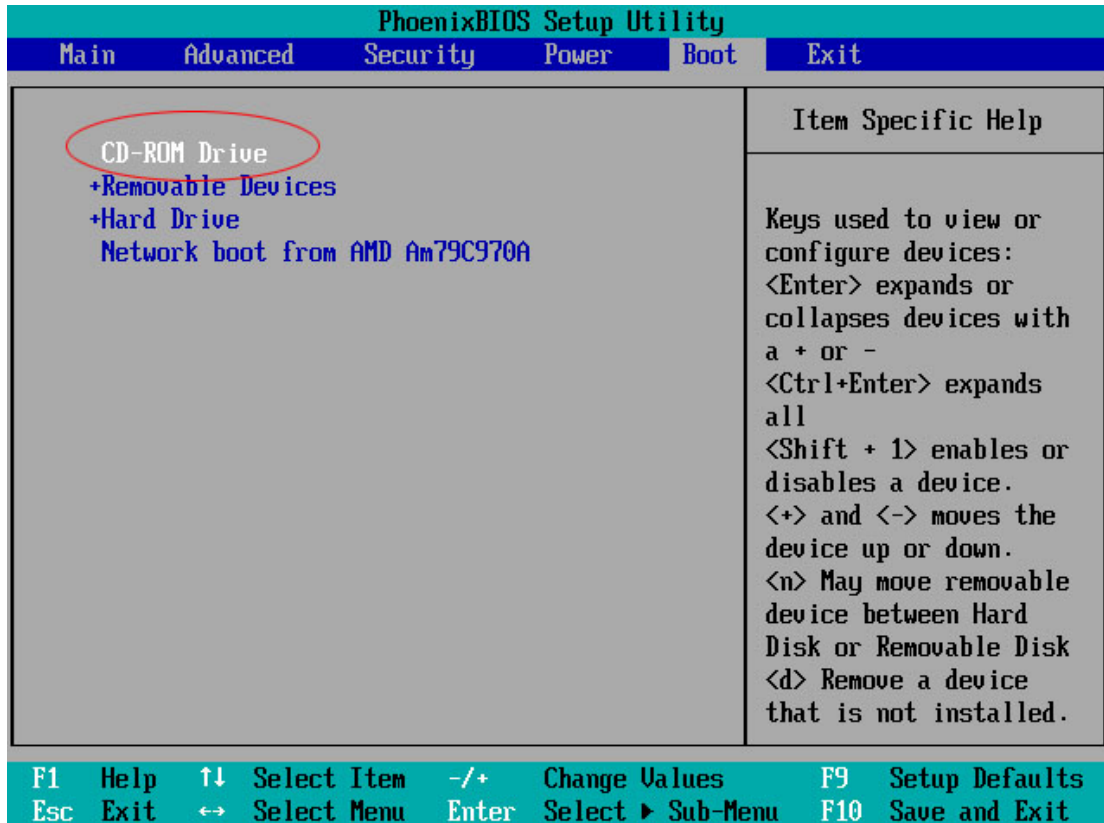 PhoenixBIOS Setup Utility
Main Advanced Security Power Boot Exit
CD-ROM Drive
+Removable Devices
+Hard Drive
Network boot from AMD Am79C970A
Item Specific Help
Keys used to view or
configure devices:
<Enter> expands or
collapses devices with
a + or -
<Ctrl+Enter> expands
all
<Shift + 1> enables or
disables a device.
<+> and <-> moves the
device up or down.
<n> May move removable
device between Hard
Disk or Removable Disk
<d> Remove a device
that is not installed.
F1 Help ↑↓ Select Item -/+ Change Values F9 Setup Defaults
Esc Exit ↔ Select Menu Enter Select ▶ Sub-Menu F10 Save and Exit